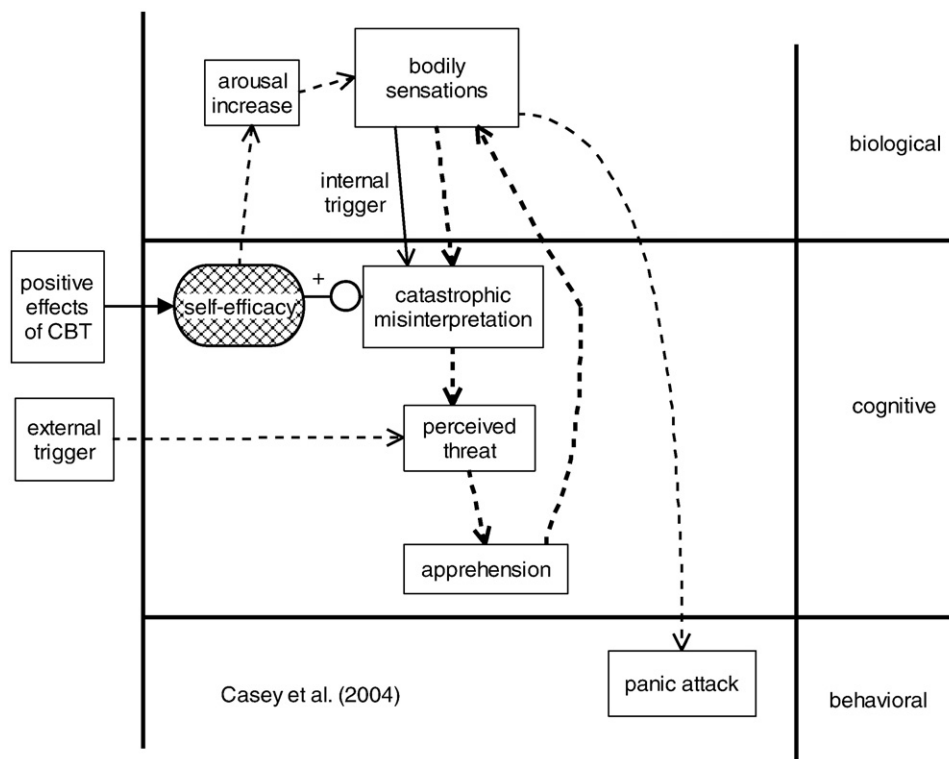 arousal
increase
bodily
sensations
biological
internal
trigger
positive
effects
of CBT
self-efficacy
+
catastrophic
misinterpretation
external
trigger
perceived
threat
cognitive
apprehension
Casey et al. (2004)
panic attack
behavioral